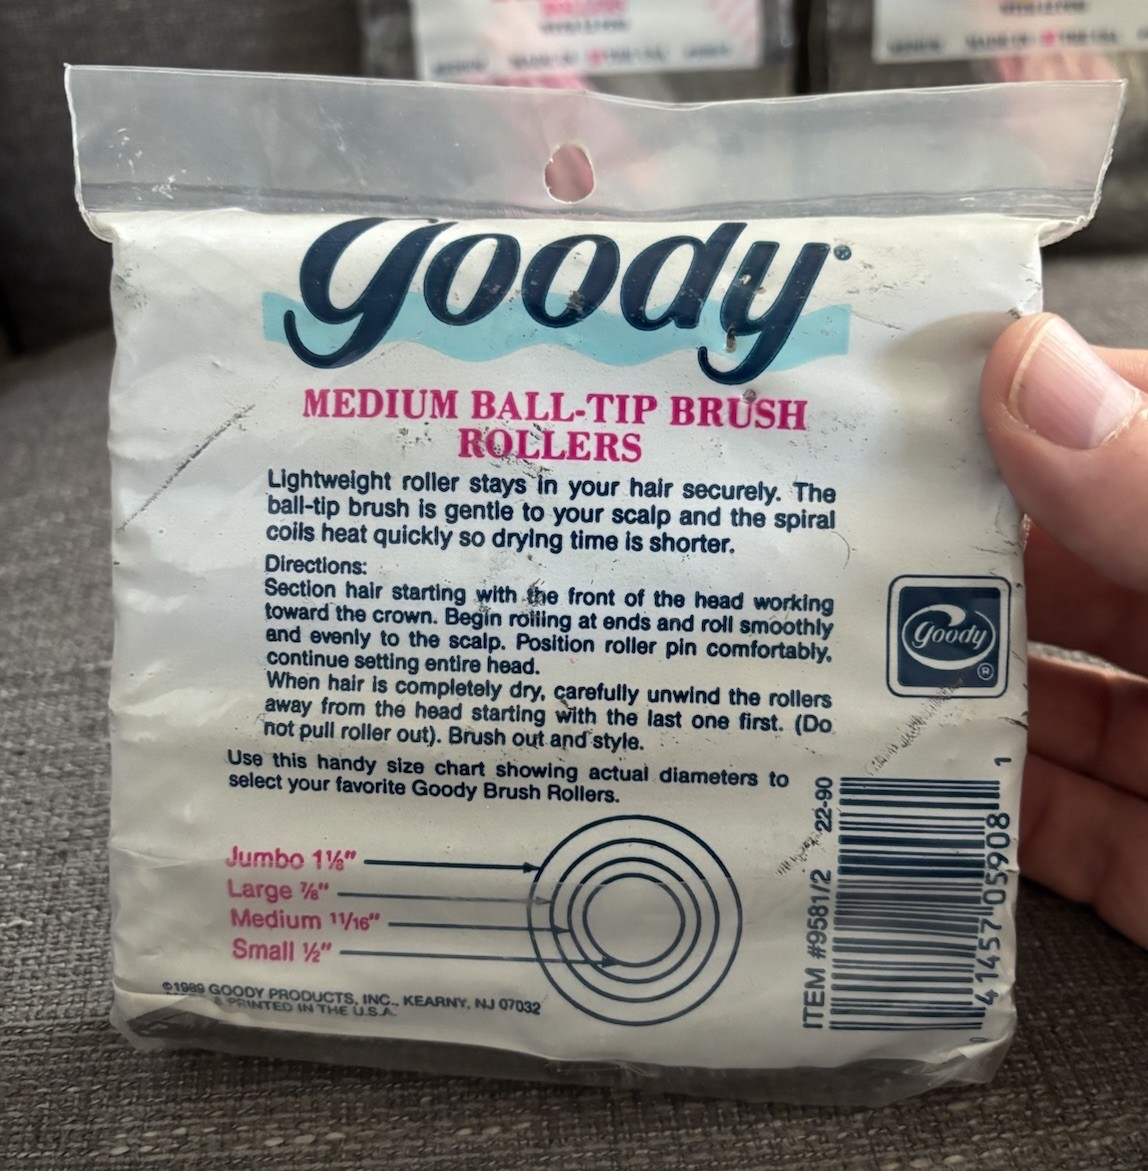 goody®
MEDIUM BALL-TIP BRUSH
ROLLERS
Lightweight roller stays in your hair securely. The
ball-tip brush is gentle to your scalp and the spiral
coils heat quickly so drying time is shorter.
Directions:
Section hair starting with the front of the head working
toward the crown. Begin rolling at ends and roll smoothly
and evenly to the scalp. Position roller pin comfortably,
continue setting entire head.
When hair is completely dry, carefully unwind the rollers
away from the head starting with the last one first. (Do
not pull roller out). Brush out and style.
Use this handy size chart showing actual diameters to
select your favorite Goody Brush Rollers.
Jumbo 1⅛"
Large ⅞"
Medium 11/16"
Small ½"
©1989 GOODY PRODUCTS, INC., KEARNY, NJ 07032
& PRINTED IN THE U.S.A.
Goody
®
ITEM #9581/2 22-90
0 41457 05908 1